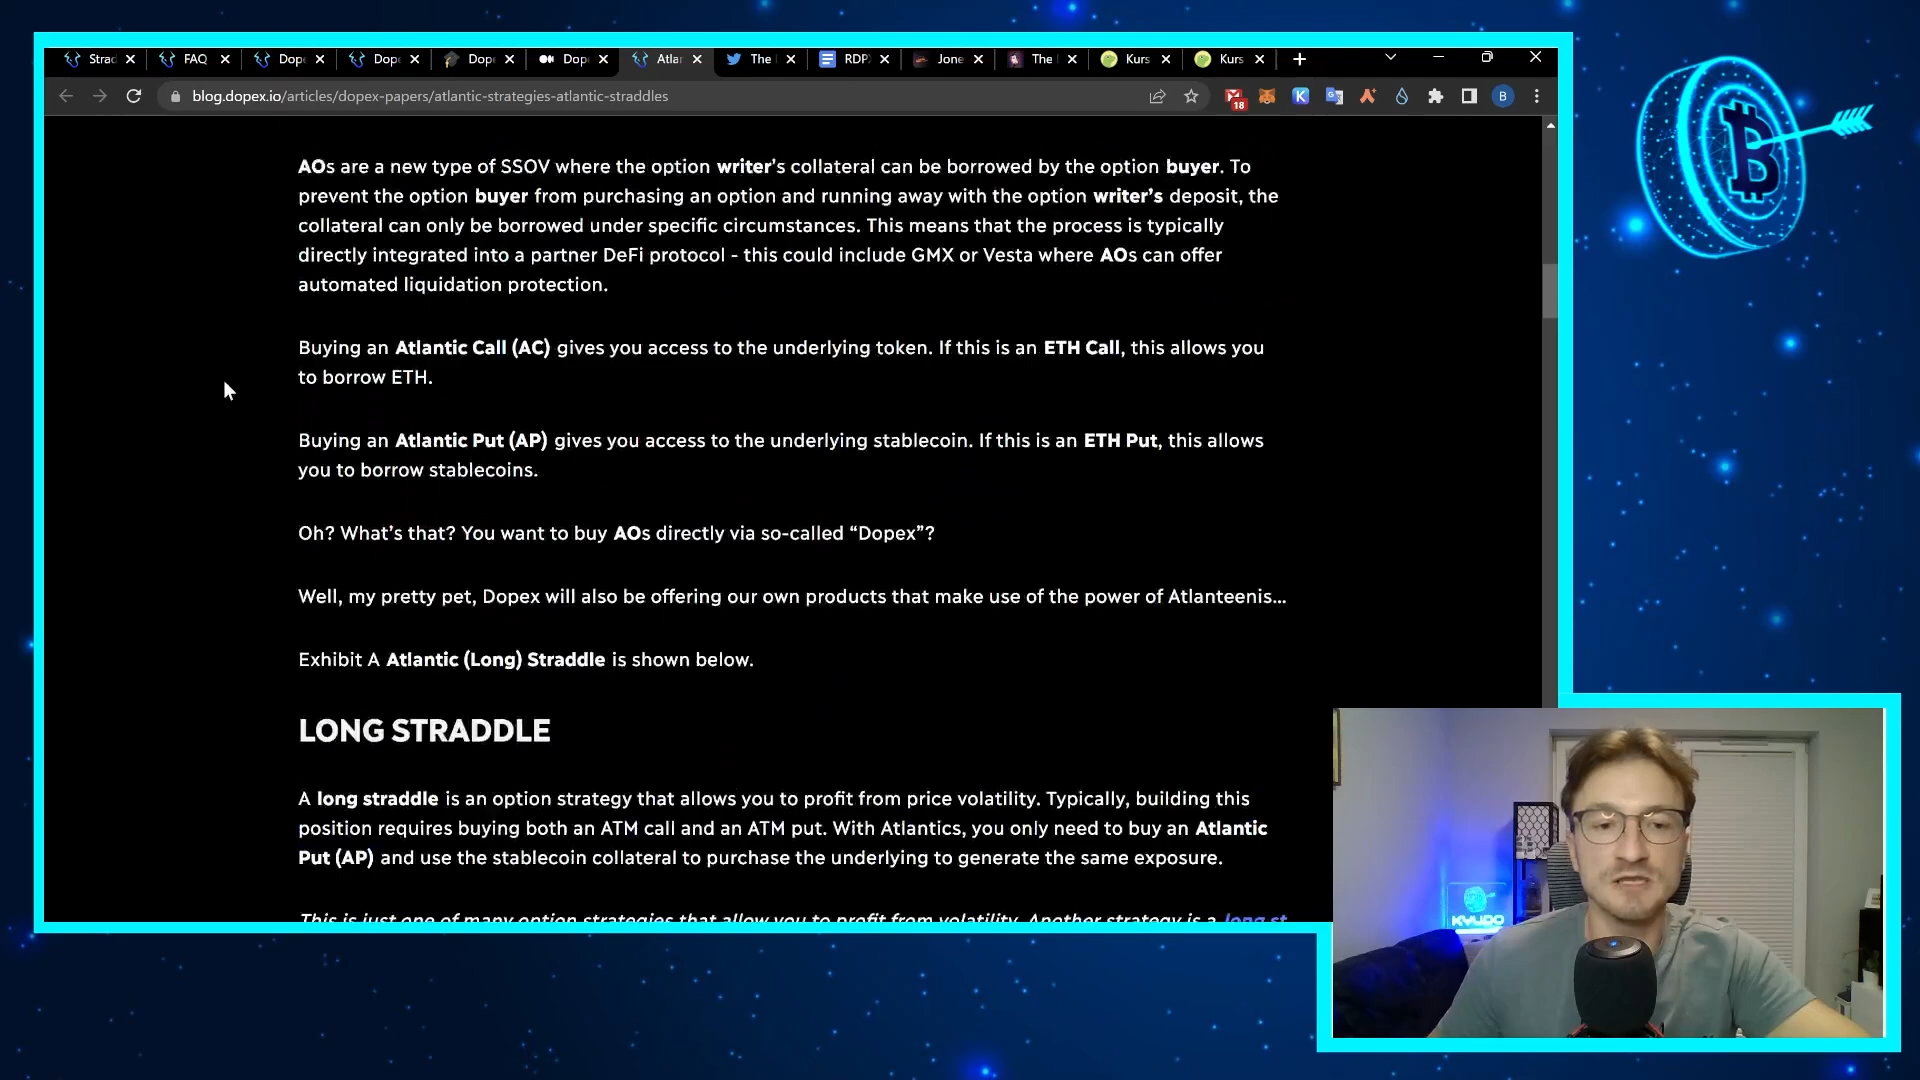 Strad
FAQ
Dope
Dope
Dope
Dope
Atlan
The
RDP
Jone
The
Kurs
Kurs
blog.dopex.io/articles/dopex-papers/atlantic-strategies-atlantic-straddles
18
K
B
AOs are a new type of SSOV where the option writer's collateral can be borrowed by the option buyer. To
prevent the option buyer from purchasing an option and running away with the option writer's deposit, the
collateral can only be borrowed under specific circumstances. This means that the process is typically
directly integrated into a partner DeFi protocol - this could include GMX or Vesta where AOs can offer
automated liquidation protection.
Buying an Atlantic Call (AC) gives you access to the underlying token. If this is an ETH Call, this allows you
to borrow ETH.
Buying an Atlantic Put (AP) gives you access to the underlying stablecoin. If this is an ETH Put, this allows
you to borrow stablecoins.
Oh? What's that? You want to buy AOs directly via so-called “Dopex”?
Well, my pretty pet, Dopex will also be offering our own products that make use of the power of Atlanteenis...
Exhibit A Atlantic (Long) Straddle is shown below.
LONG STRADDLE
A long straddle is an option strategy that allows you to profit from price volatility. Typically, building this
position requires buying both an ATM call and an ATM put. With Atlantics, you only need to buy an Atlantic
Put (AP) and use the stablecoin collateral to purchase the underlying to generate the same exposure.
This is just one of many option strategies that allow you to profit from volatility. Another strategy is a long st
KYUDO